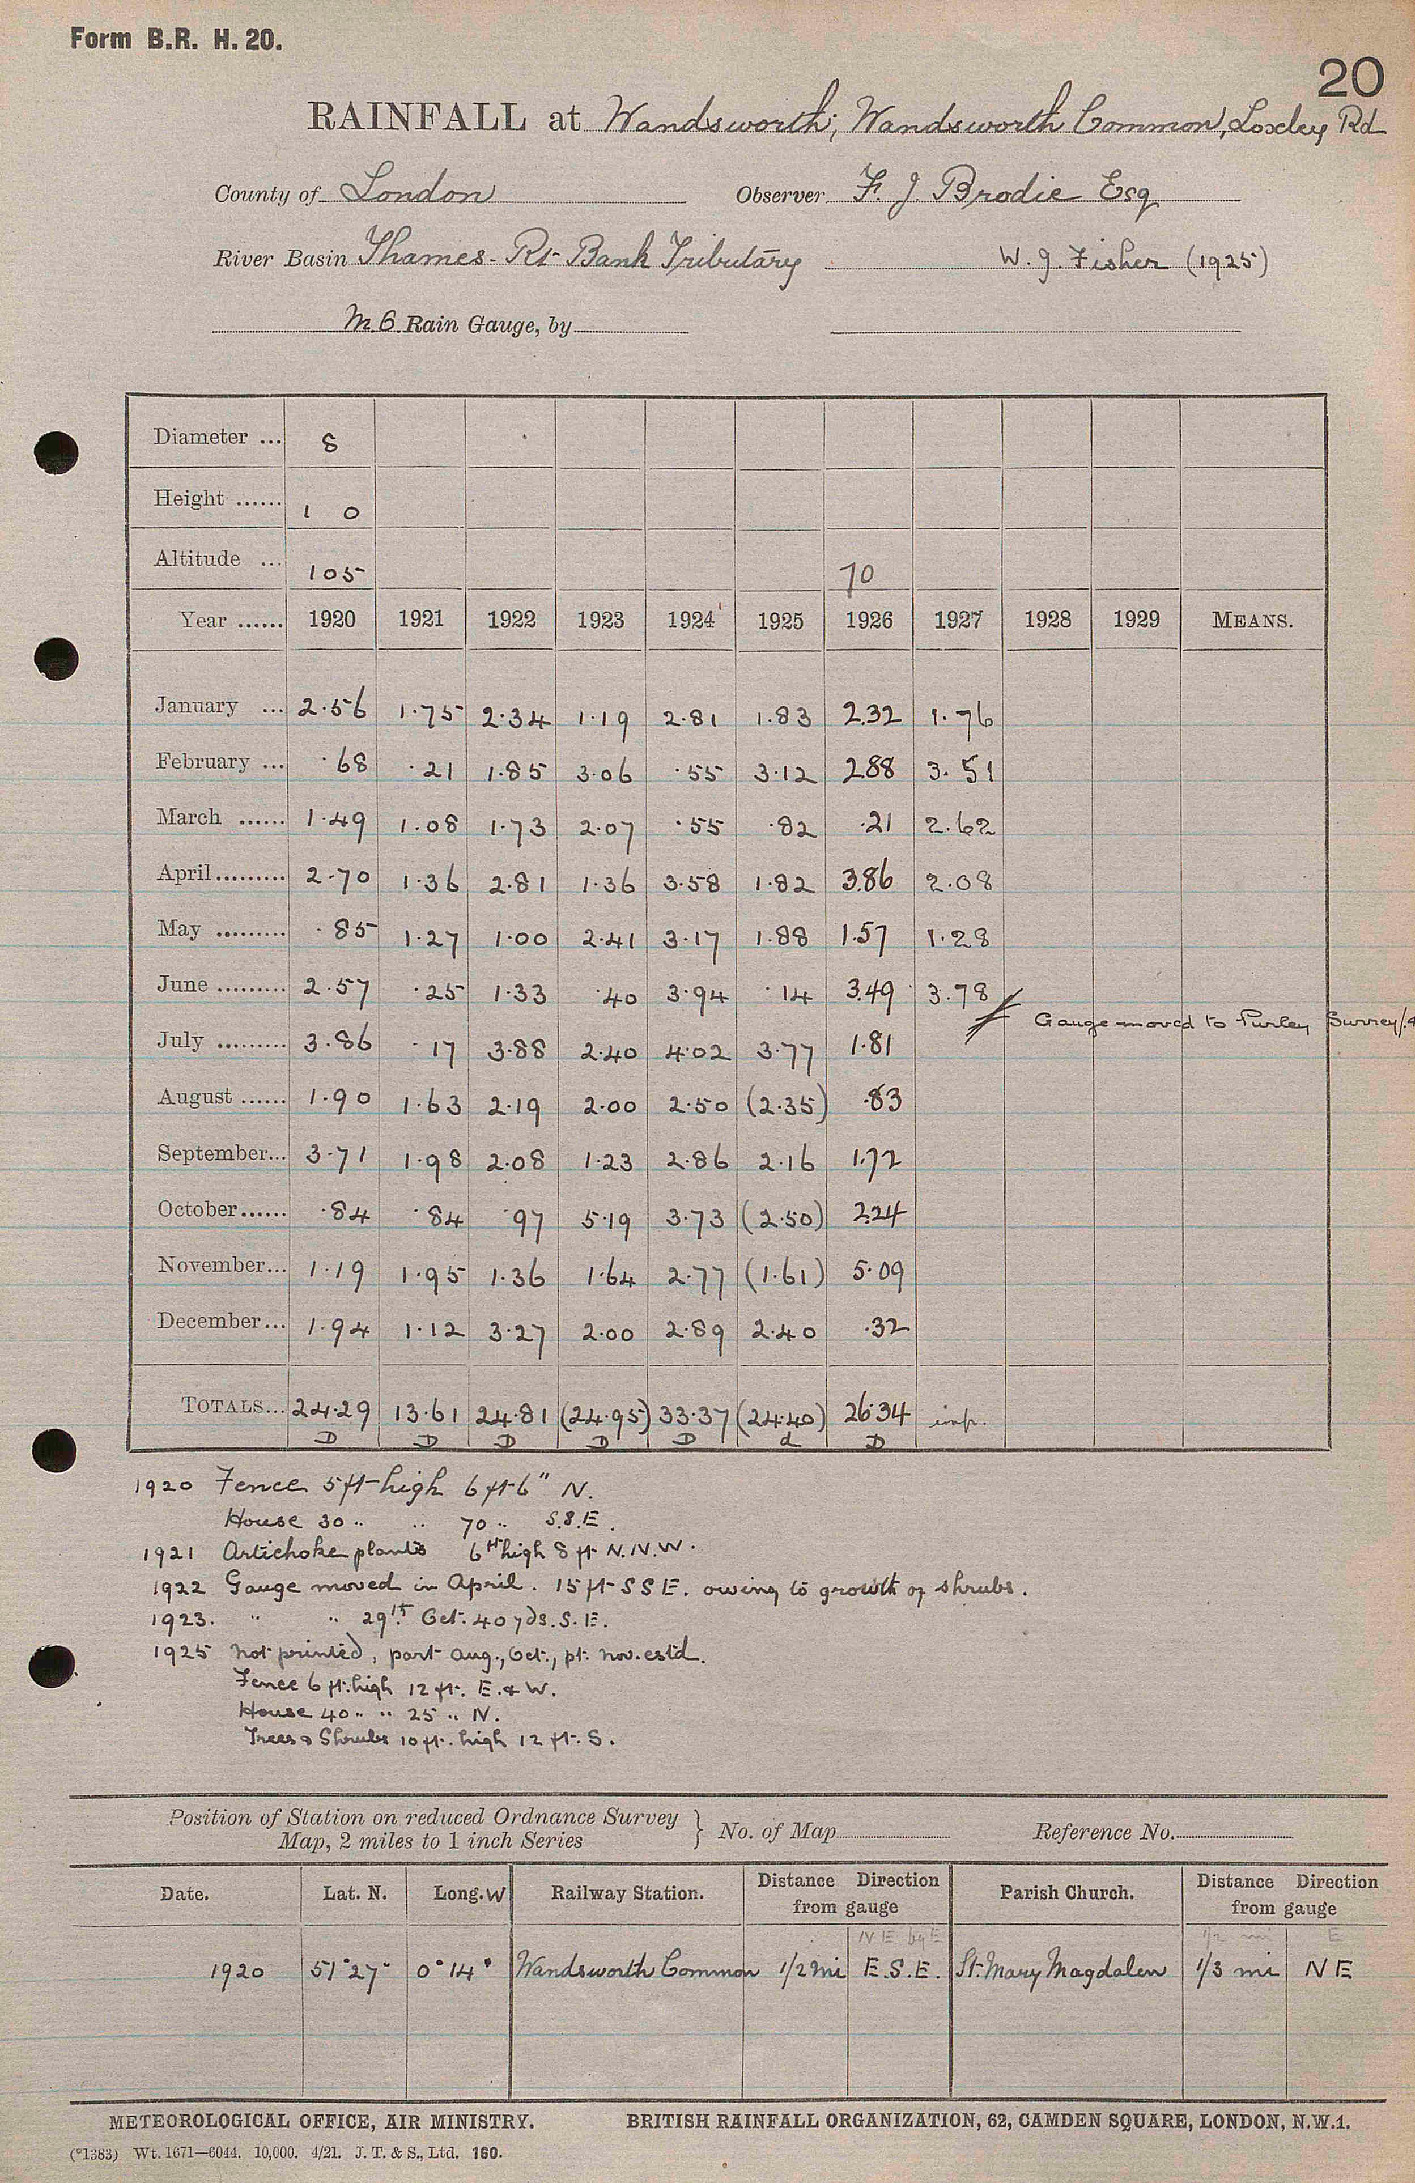 Form B.R. H. 20.
20
RAINFALL at Wandsworth, Wandsworth Common, Loxley Rd
County of London Observer F. J. Brodie Esq
River Basin Thames - Rt Bank Tributary W. J. Fisher (1925)
M 6 Rain Gauge, by
Diameter ... 8
Height ...... 1 0
Altitude ... 105 70
Year ...... 1920 1921 1922 1923 1924 1925 1926 1927 1928 1929 MEANS.
January ... 2.56 1.75 2.34 1.19 2.81 1.83 2.32 1.76
February ... .68 .21 1.85 3.06 .55 3.12 2.88 3.51
March ...... 1.49 1.08 1.73 2.07 .55 .82 .21 2.62
April ......... 2.70 1.36 2.81 1.36 3.58 1.82 3.86 2.08
May ......... .85 1.27 1.00 2.41 3.17 1.88 1.57 1.28
June ......... 2.57 .25 1.33 .40 3.94 .14 3.49 3.78
Gauge moved to Purley Surrey
July ......... 3.86 .17 3.88 2.40 4.02 3.77 1.81
August ...... 1.90 1.63 2.19 2.00 2.50 (2.35) .83
September... 3.71 1.98 2.08 1.23 2.86 2.16 1.72
October ...... .84 .84 .97 5.19 3.73 (2.50) 2.24
November... 1.19 1.95 1.36 1.64 2.77 (1.61) 5.09
December... 1.94 1.12 3.27 2.00 2.89 2.40 .32
TOTALS... 24.29 13.61 24.81 (24.95) 33.37 (24.40) 26.34 inp.
D D D D D d D
1920 Fence 5 ft high 6 ft 6" N.
House 30 .. .. 70 .. S.S.E.
1921 Artichoke plants 6 ft high 8 ft N.N.W.
1922 Gauge moved in April. 15 ft SSE. owing to growth of shrubs.
1923. " " 29th Oct. 40 yds. S.E.
1925 Not printed, part Aug., Oct., pt. Nov. estd.
Fence 6 ft. high 12 ft. E. & W.
House 40 .. .. 25 .. N.
Trees & Shrubs 10 ft. high 12 ft. S.
Position of Station on reduced Ordnance Survey
Map, 2 miles to 1 inch Series } No. of Map Reference No.
Date. Lat. N. Long. W Railway Station. Distance Direction from gauge Parish Church. Distance Direction from gauge
NE by E 1/2 mi E
1920 51°27' 0°14' Wandsworth Common 1/2 mi E.S.E. St. Mary Magdalen 1/3 mi NE
METEOROLOGICAL OFFICE, AIR MINISTRY. BRITISH RAINFALL ORGANIZATION, 62, CAMDEN SQUARE, LONDON, N.W.1.
(*1383) Wt. 1671—6044. 10,000. 4/21. J. T. & S., Ltd. 160.